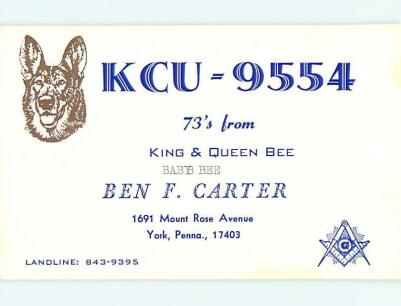 KCU-9554
73's from
KING & QUEEN BEE
BABY BEE
BEN F. CARTER
1691 Mount Rose Avenue
York, Penna., 17403
LANDLINE: 843-9395
G